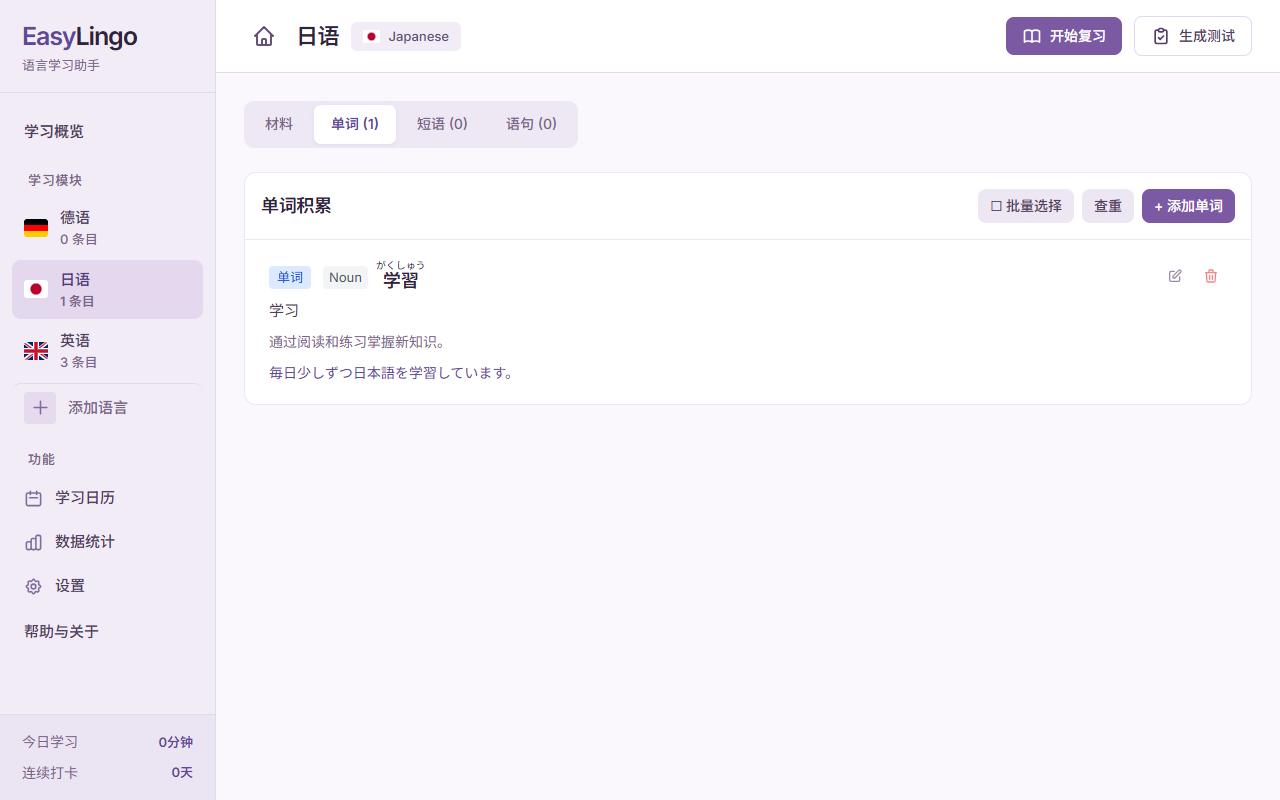 EasyLingo
语言学习助手
学习概览
学习模块
德语
0 条目
日语
1 条目
英语
3 条目
添加语言
功能
学习日历
数据统计
设置
帮助与关于
今日学习 0分钟
连续打卡 0天
日语 Japanese
开始复习 生成测试
材料 单词 (1) 短语 (0) 语句 (0)
单词积累 批量选择 查重 + 添加单词
がくしゅう
单词 Noun 学習
学习
通过阅读和练习掌握新知识。
毎日少しずつ日本語を学習しています。